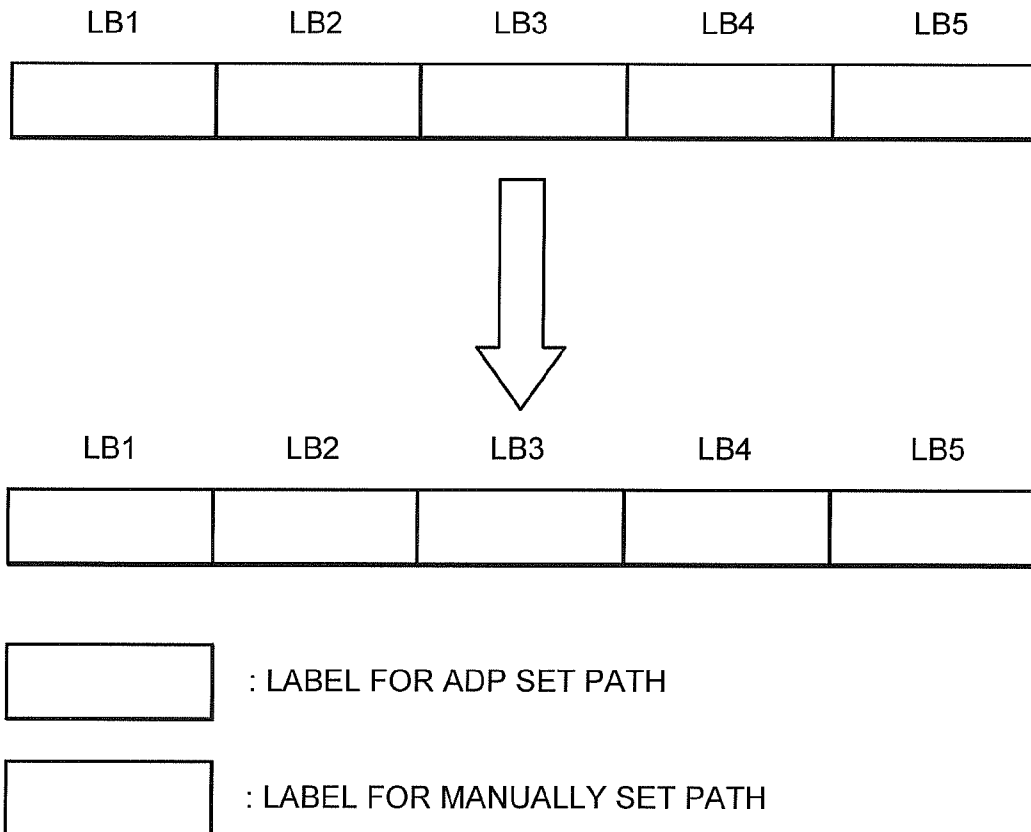 LB1 LB2 LB3 LB4 LB5
LB1 LB2 LB3 LB4 LB5
: LABEL FOR ADP SET PATH
: LABEL FOR MANUALLY SET PATH